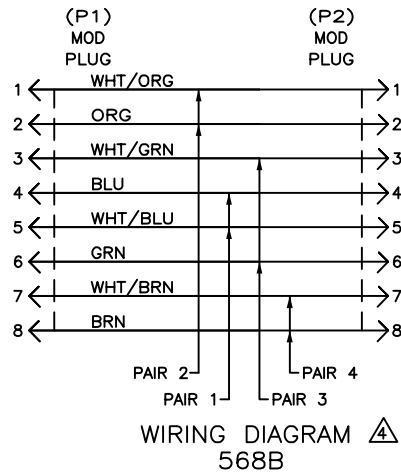 (P1) (P2)
MOD MOD
PLUG PLUG
1 WHT/ORG 1
2 ORG 2
3 WHT/GRN 3
4 BLU 4
5 WHT/BLU 5
6 GRN 6
7 WHT/BRN 7
8 BRN 8
PAIR 2 PAIR 4
PAIR 1 PAIR 3
WIRING DIAGRAM 4
568B